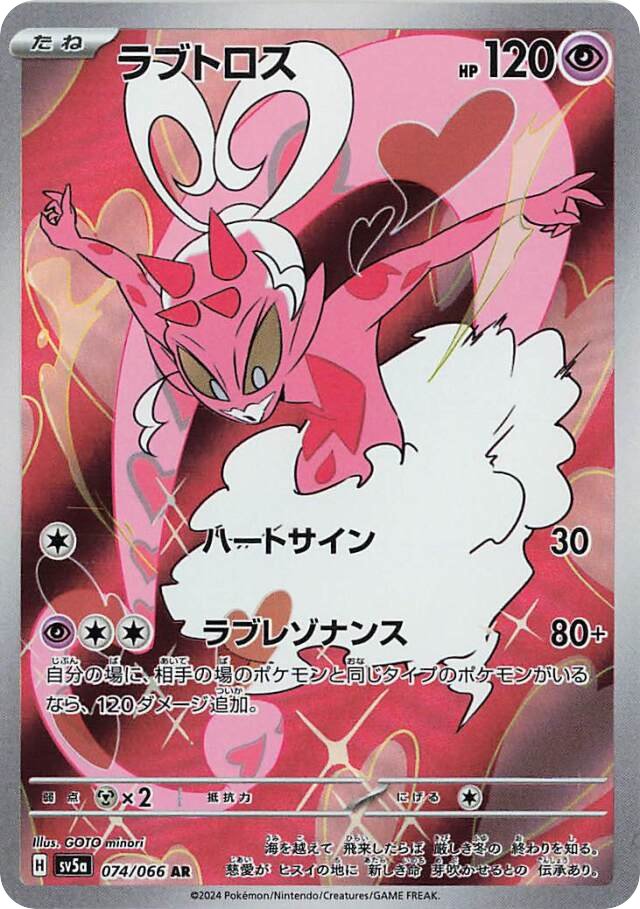 たね ラブトロス HP 120
ハートサイン 30
ラブレゾナンス 80+
自分の場に、相手の場のポケモンと同じタイプのポケモンがいる
なら、120ダメージ追加。
弱点 ×2 抵抗力 にげる
Illus. GOTO minori
H sv5a 074/066 AR
海を越えて 飛来したらば 厳しき冬の 終わりを知る。
慈愛が ヒスイの地に 新しき命 芽吹かせるとの 伝承あり。
©2024 Pokémon/Nintendo/Creatures/GAME FREAK.